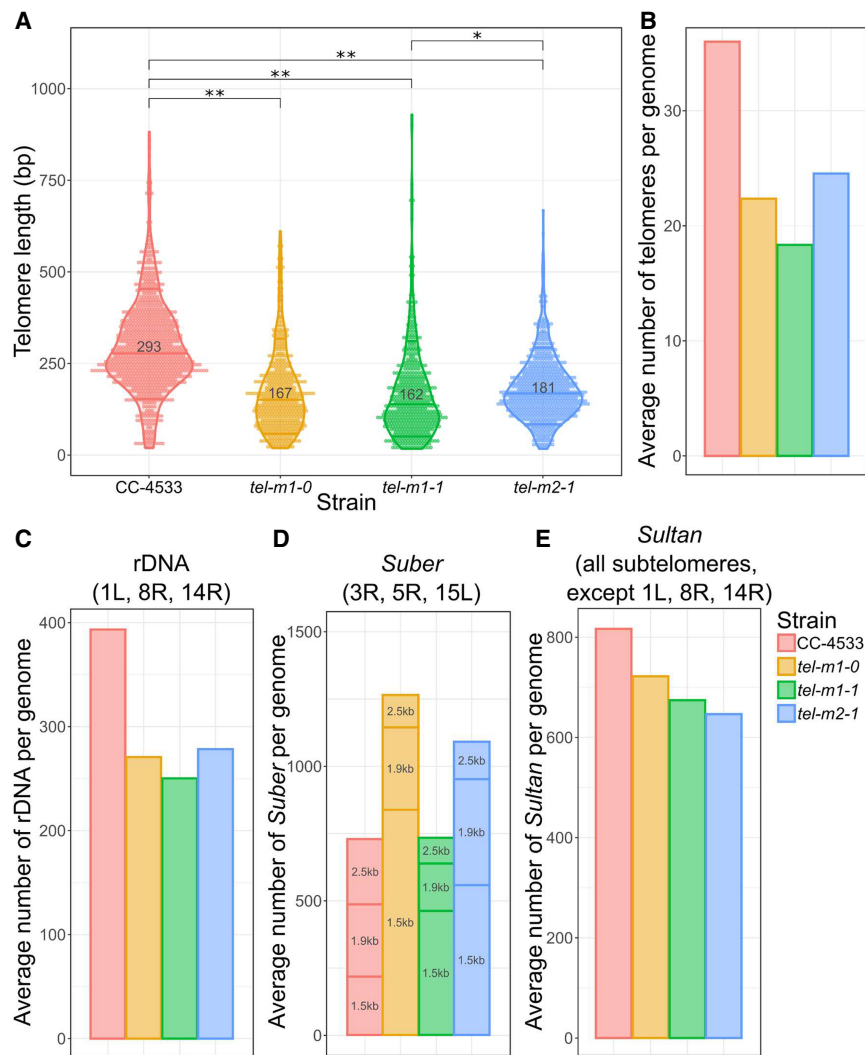 A
Telomere length (bp)
1000
750
500
250
0
**
**
**
*
293
167
162
181
CC-4533
tel-m1-0
tel-m1-1
tel-m2-1
Strain
B
Average number of telomeres per genome
30
20
10
0
C
rDNA
(1L, 8R, 14R)
Average number of rDNA per genome
400
300
200
100
0
D
Suber
(3R, 5R, 15L)
Average number of Suber per genome
1500
1000
500
0
2.5kb
1.9kb
1.5kb
2.5kb
1.9kb
1.5kb
2.5kb
1.9kb
1.5kb
2.5kb
1.9kb
1.5kb
E
Sultan
(all subtelomeres,
except 1L, 8R, 14R)
Average number of Sultan per genome
800
600
400
200
0
Strain
CC-4533
tel-m1-0
tel-m1-1
tel-m2-1